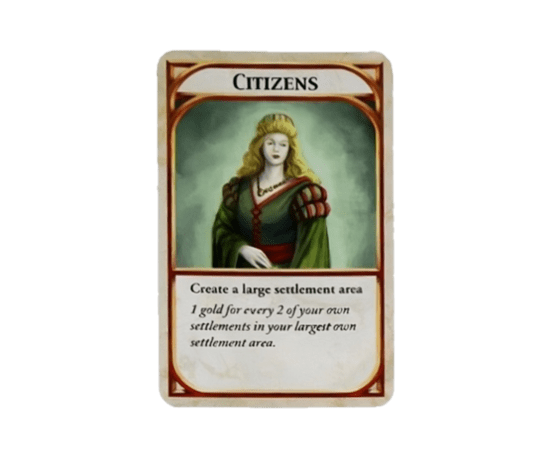 CITIZENS
Create a large settlement area
1 gold for every 2 of your own
settlements in your largest own
settlement area.